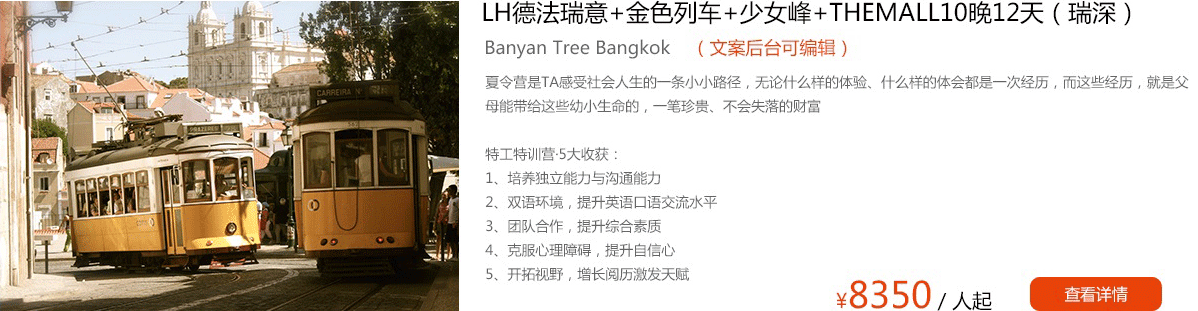 LH德法瑞意+金色列车+少女峰+THEMALL10晚12天（瑞深）
Banyan Tree Bangkok （文案后台可编辑）
夏令营是TA感受社会人生的一条小小路径，无论什么样的体验、什么样的体会都是一次经历，而这些经历，就是父
母能带给这些幼小生命的，一笔珍贵、不会失落的财富
特工特训营·5大收获：
1、培养独立能力与沟通能力
2、双语环境，提升英语口语交流水平
3、团队合作，提升综合素质
4、克服心理障碍，提升自信心
5、开拓视野，增长阅历激发天赋
¥8350 / 人起
查看详情